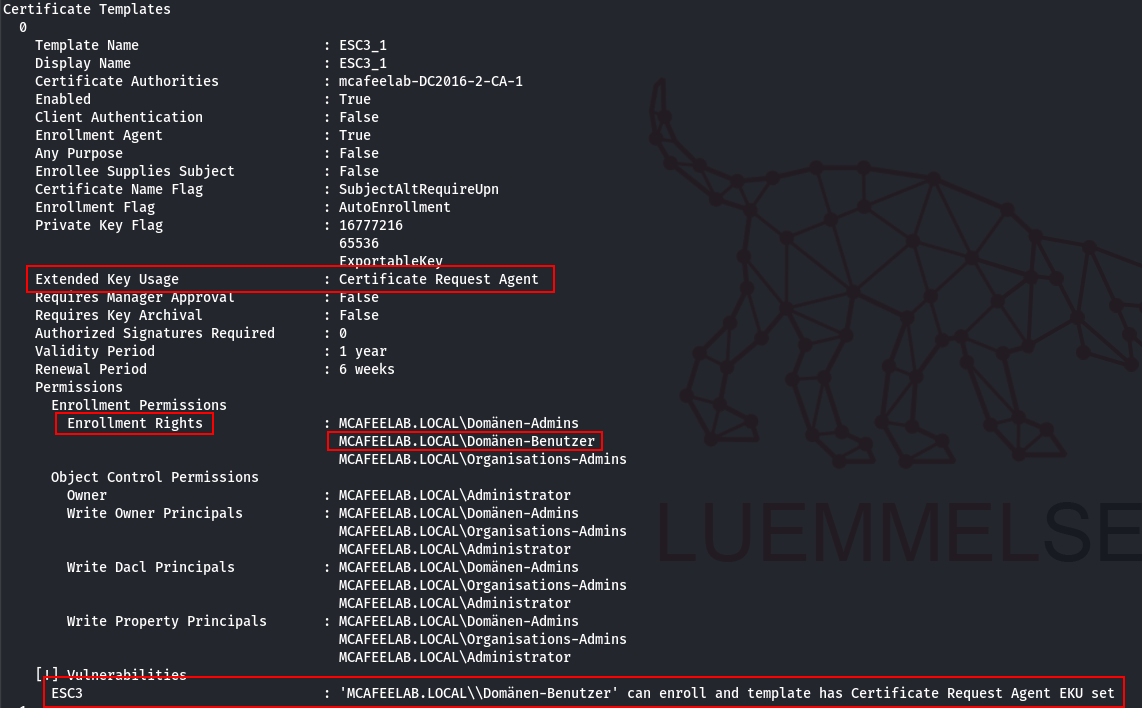 Certificate Templates
0
Template Name : ESC3_1
Display Name : ESC3_1
Certificate Authorities : mcafeelab-DC2016-2-CA-1
Enabled : True
Client Authentication : False
Enrollment Agent : True
Any Purpose : False
Enrollee Supplies Subject : False
Certificate Name Flag : SubjectAltRequireUpn
Enrollment Flag : AutoEnrollment
Private Key Flag : 16777216
65536
ExportableKey
Extended Key Usage : Certificate Request Agent
Requires Manager Approval : False
Requires Key Archival : False
Authorized Signatures Required : 0
Validity Period : 1 year
Renewal Period : 6 weeks
Permissions
Enrollment Permissions
Enrollment Rights : MCAFEELAB.LOCAL\Domänen-Admins
MCAFEELAB.LOCAL\Domänen-Benutzer
MCAFEELAB.LOCAL\Organisations-Admins
Object Control Permissions
Owner : MCAFEELAB.LOCAL\Administrator
Write Owner Principals : MCAFEELAB.LOCAL\Domänen-Admins
MCAFEELAB.LOCAL\Organisations-Admins
MCAFEELAB.LOCAL\Administrator
Write Dacl Principals : MCAFEELAB.LOCAL\Domänen-Admins
MCAFEELAB.LOCAL\Organisations-Admins
MCAFEELAB.LOCAL\Administrator
Write Property Principals : MCAFEELAB.LOCAL\Domänen-Admins
MCAFEELAB.LOCAL\Organisations-Admins
MCAFEELAB.LOCAL\Administrator
[!] Vulnerabilities
ESC3 : 'MCAFEELAB.LOCAL\\Domänen-Benutzer' can enroll and template has Certificate Request Agent EKU set
LUEMMELSE